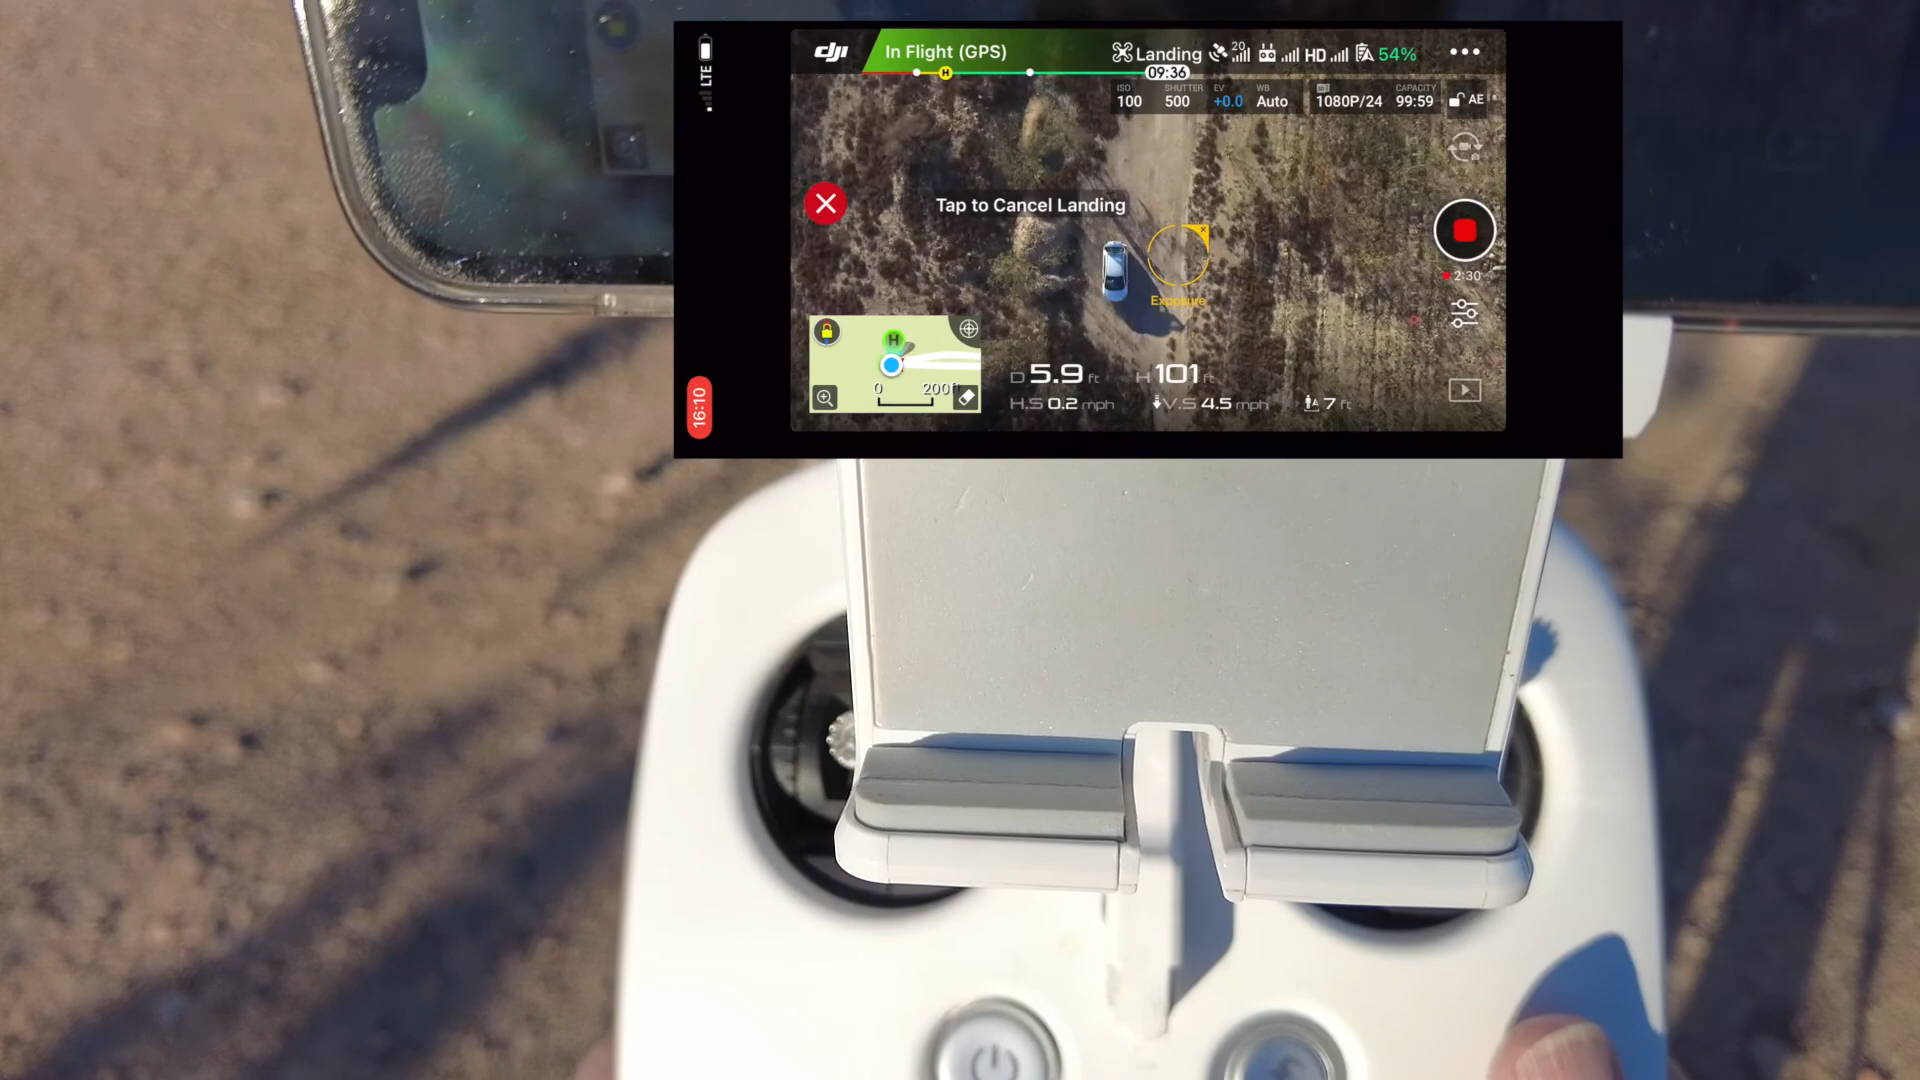 LTE
16:10
dji In Flight (GPS) Landing 20 HD 54%
H 09:36
ISO SHUTTER EV WB CAPACITY
100 500 +0.0 Auto 1080P/24 99:59 AE
Tap to Cancel Landing
Exposure
2:30
H
0 200ft
D 5.9 ft H 101 ft
H.S 0.2 mph V.S 4.5 mph A 7 ft